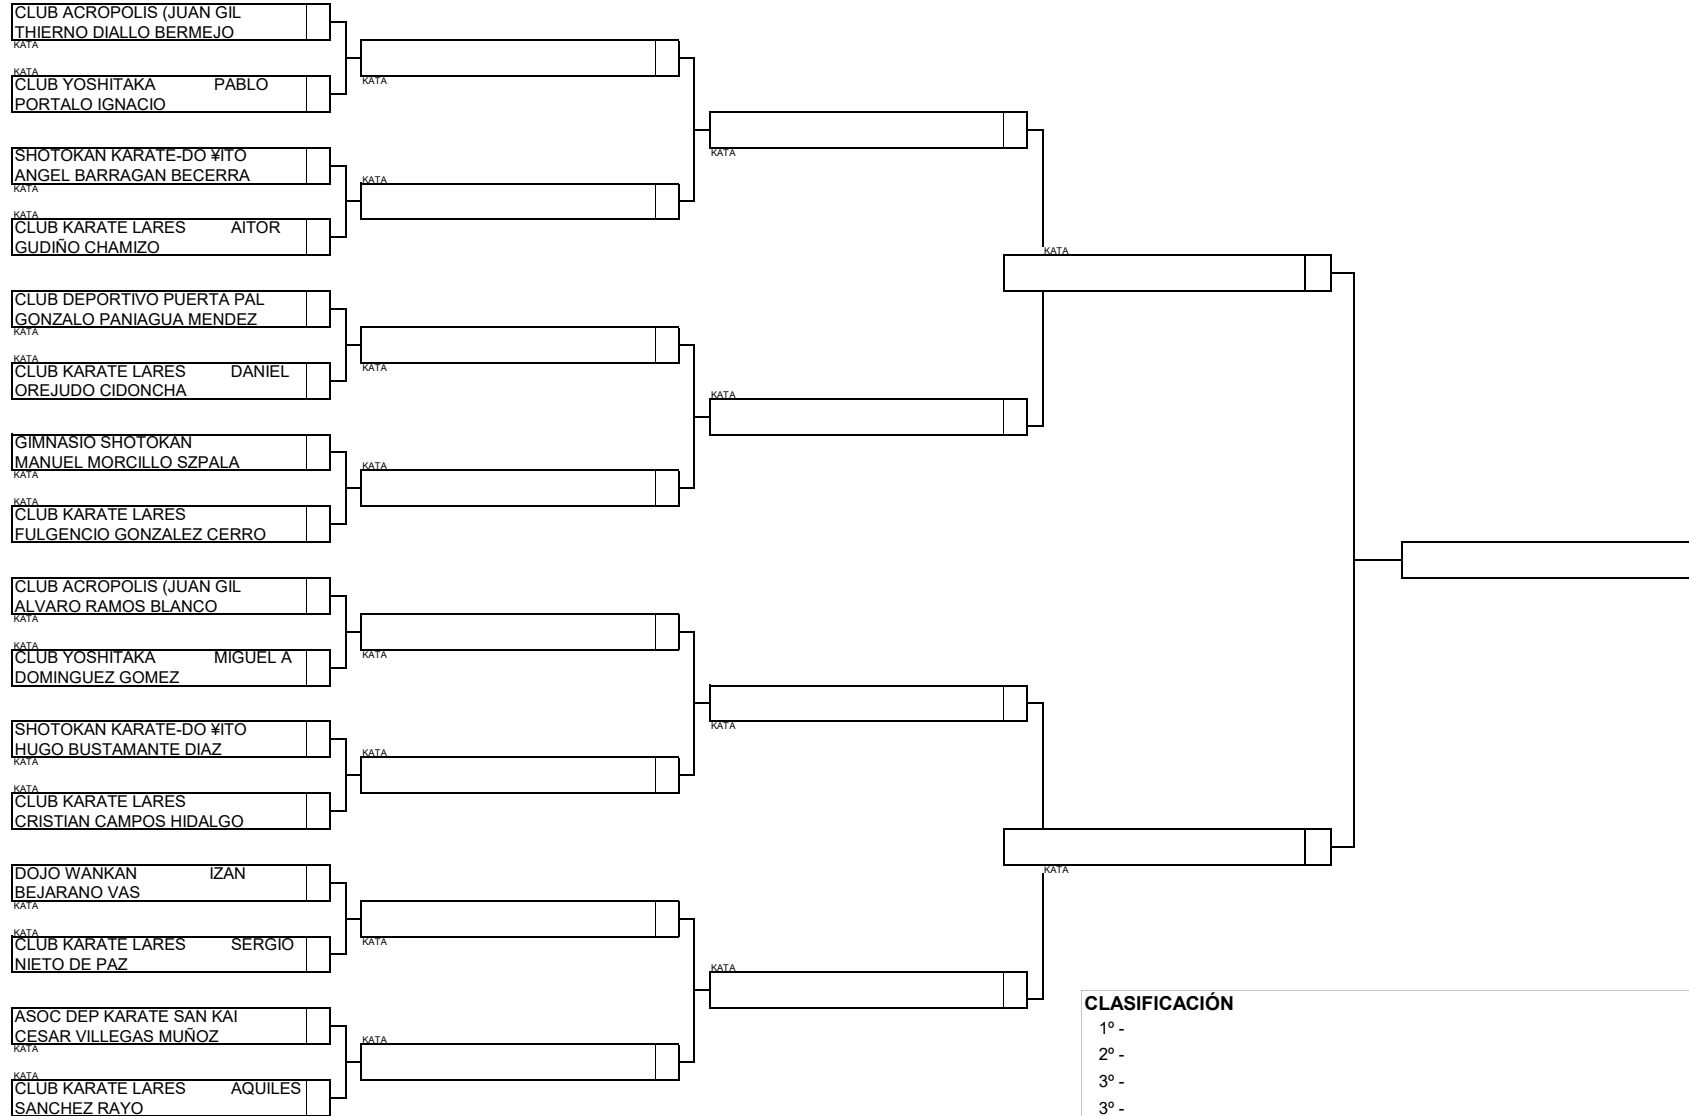 CLUB ACROPOLIS (JUAN GIL
THIERNO DIALLO BERMEJO
KATA
KATA
CLUB YOSHITAKA PABLO
PORTALO IGNACIO
SHOTOKAN KARATE-DO ¥ITO
ANGEL BARRAGAN BECERRA
KATA
KATA
CLUB KARATE LARES AITOR
GUDIÑO CHAMIZO
CLUB DEPORTIVO PUERTA PAL
GONZALO PANIAGUA MENDEZ
KATA
KATA
CLUB KARATE LARES DANIEL
OREJUDO CIDONCHA
GIMNASIO SHOTOKAN
MANUEL MORCILLO SZPALA
KATA
KATA
CLUB KARATE LARES
FULGENCIO GONZALEZ CERRO
CLUB ACROPOLIS (JUAN GIL
ALVARO RAMOS BLANCO
KATA
KATA
CLUB YOSHITAKA MIGUEL A
DOMINGUEZ GOMEZ
SHOTOKAN KARATE-DO ¥ITO
HUGO BUSTAMANTE DIAZ
KATA
KATA
CLUB KARATE LARES
CRISTIAN CAMPOS HIDALGO
DOJO WANKAN IZAN
BEJARANO VAS
KATA
KATA
CLUB KARATE LARES SERGIO
NIETO DE PAZ
ASOC DEP KARATE SAN KAI
CESAR VILLEGAS MUÑOZ
KATA
KATA
CLUB KARATE LARES AQUILES
SANCHEZ RAYO
KATA
KATA
KATA
KATA
KATA
KATA
KATA
KATA
KATA
KATA
KATA
KATA
KATA
KATA
CLASIFICACIÓN
1º -
2º -
3º -
3º -